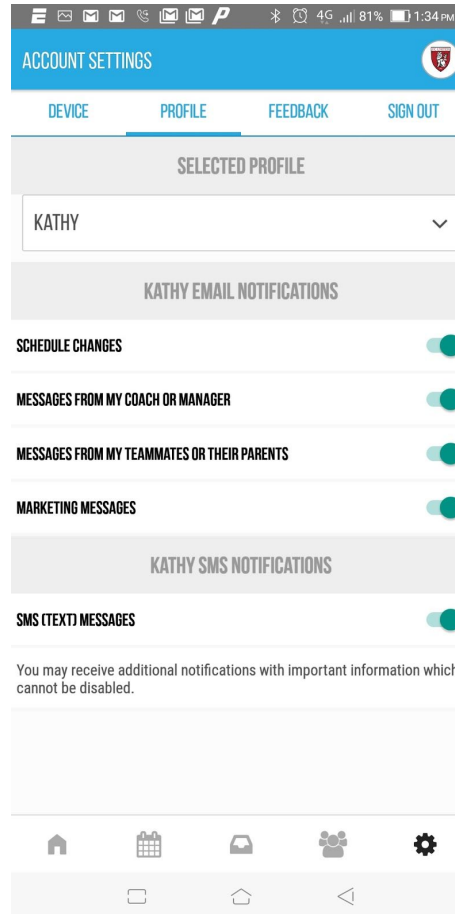 4G 81% 1:34 PM
ACCOUNT SETTINGS
DEVICE PROFILE FEEDBACK SIGN OUT
SELECTED PROFILE
KATHY
KATHY EMAIL NOTIFICATIONS
SCHEDULE CHANGES
MESSAGES FROM MY COACH OR MANAGER
MESSAGES FROM MY TEAMMATES OR THEIR PARENTS
MARKETING MESSAGES
KATHY SMS NOTIFICATIONS
SMS (TEXT) MESSAGES
You may receive additional notifications with important information which
cannot be disabled.